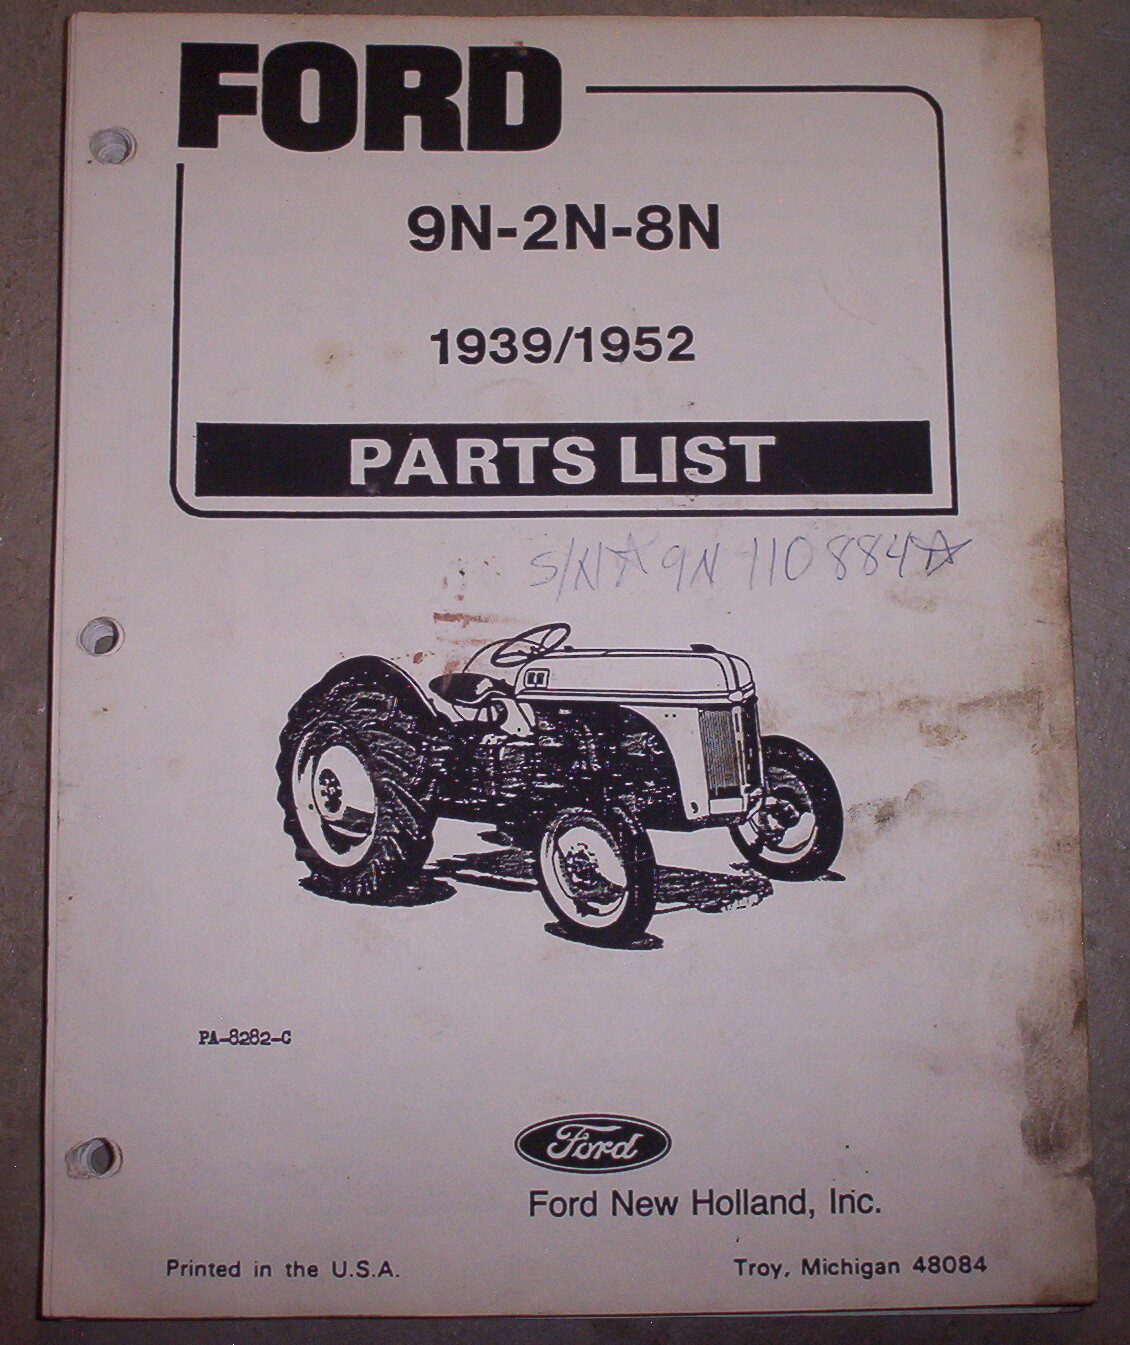 FORD
9N-2N-8N
1939/1952
PARTS LIST
S/N☆ 9N 110884☆
PA-8282-C
Ford
Ford New Holland, Inc.
Printed in the U.S.A.
Troy, Michigan 48084